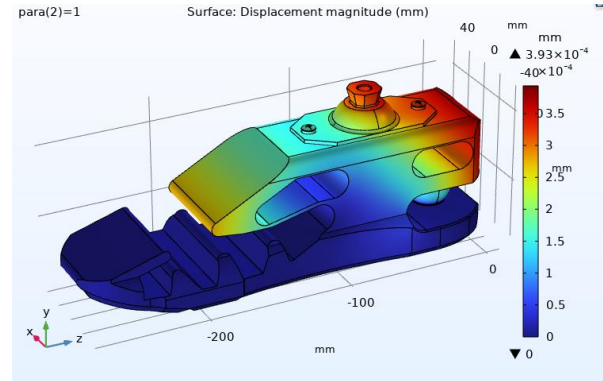 para(2)=1
Surface: Displacement magnitude (mm)
mm
40
0
-40
mm
▲ 3.93×10⁻⁴
×10⁻⁴
3.5
3
mm
2.5
2
1.5
1
0.5
0
▼ 0
0
-100
-200
mm
y
x
z